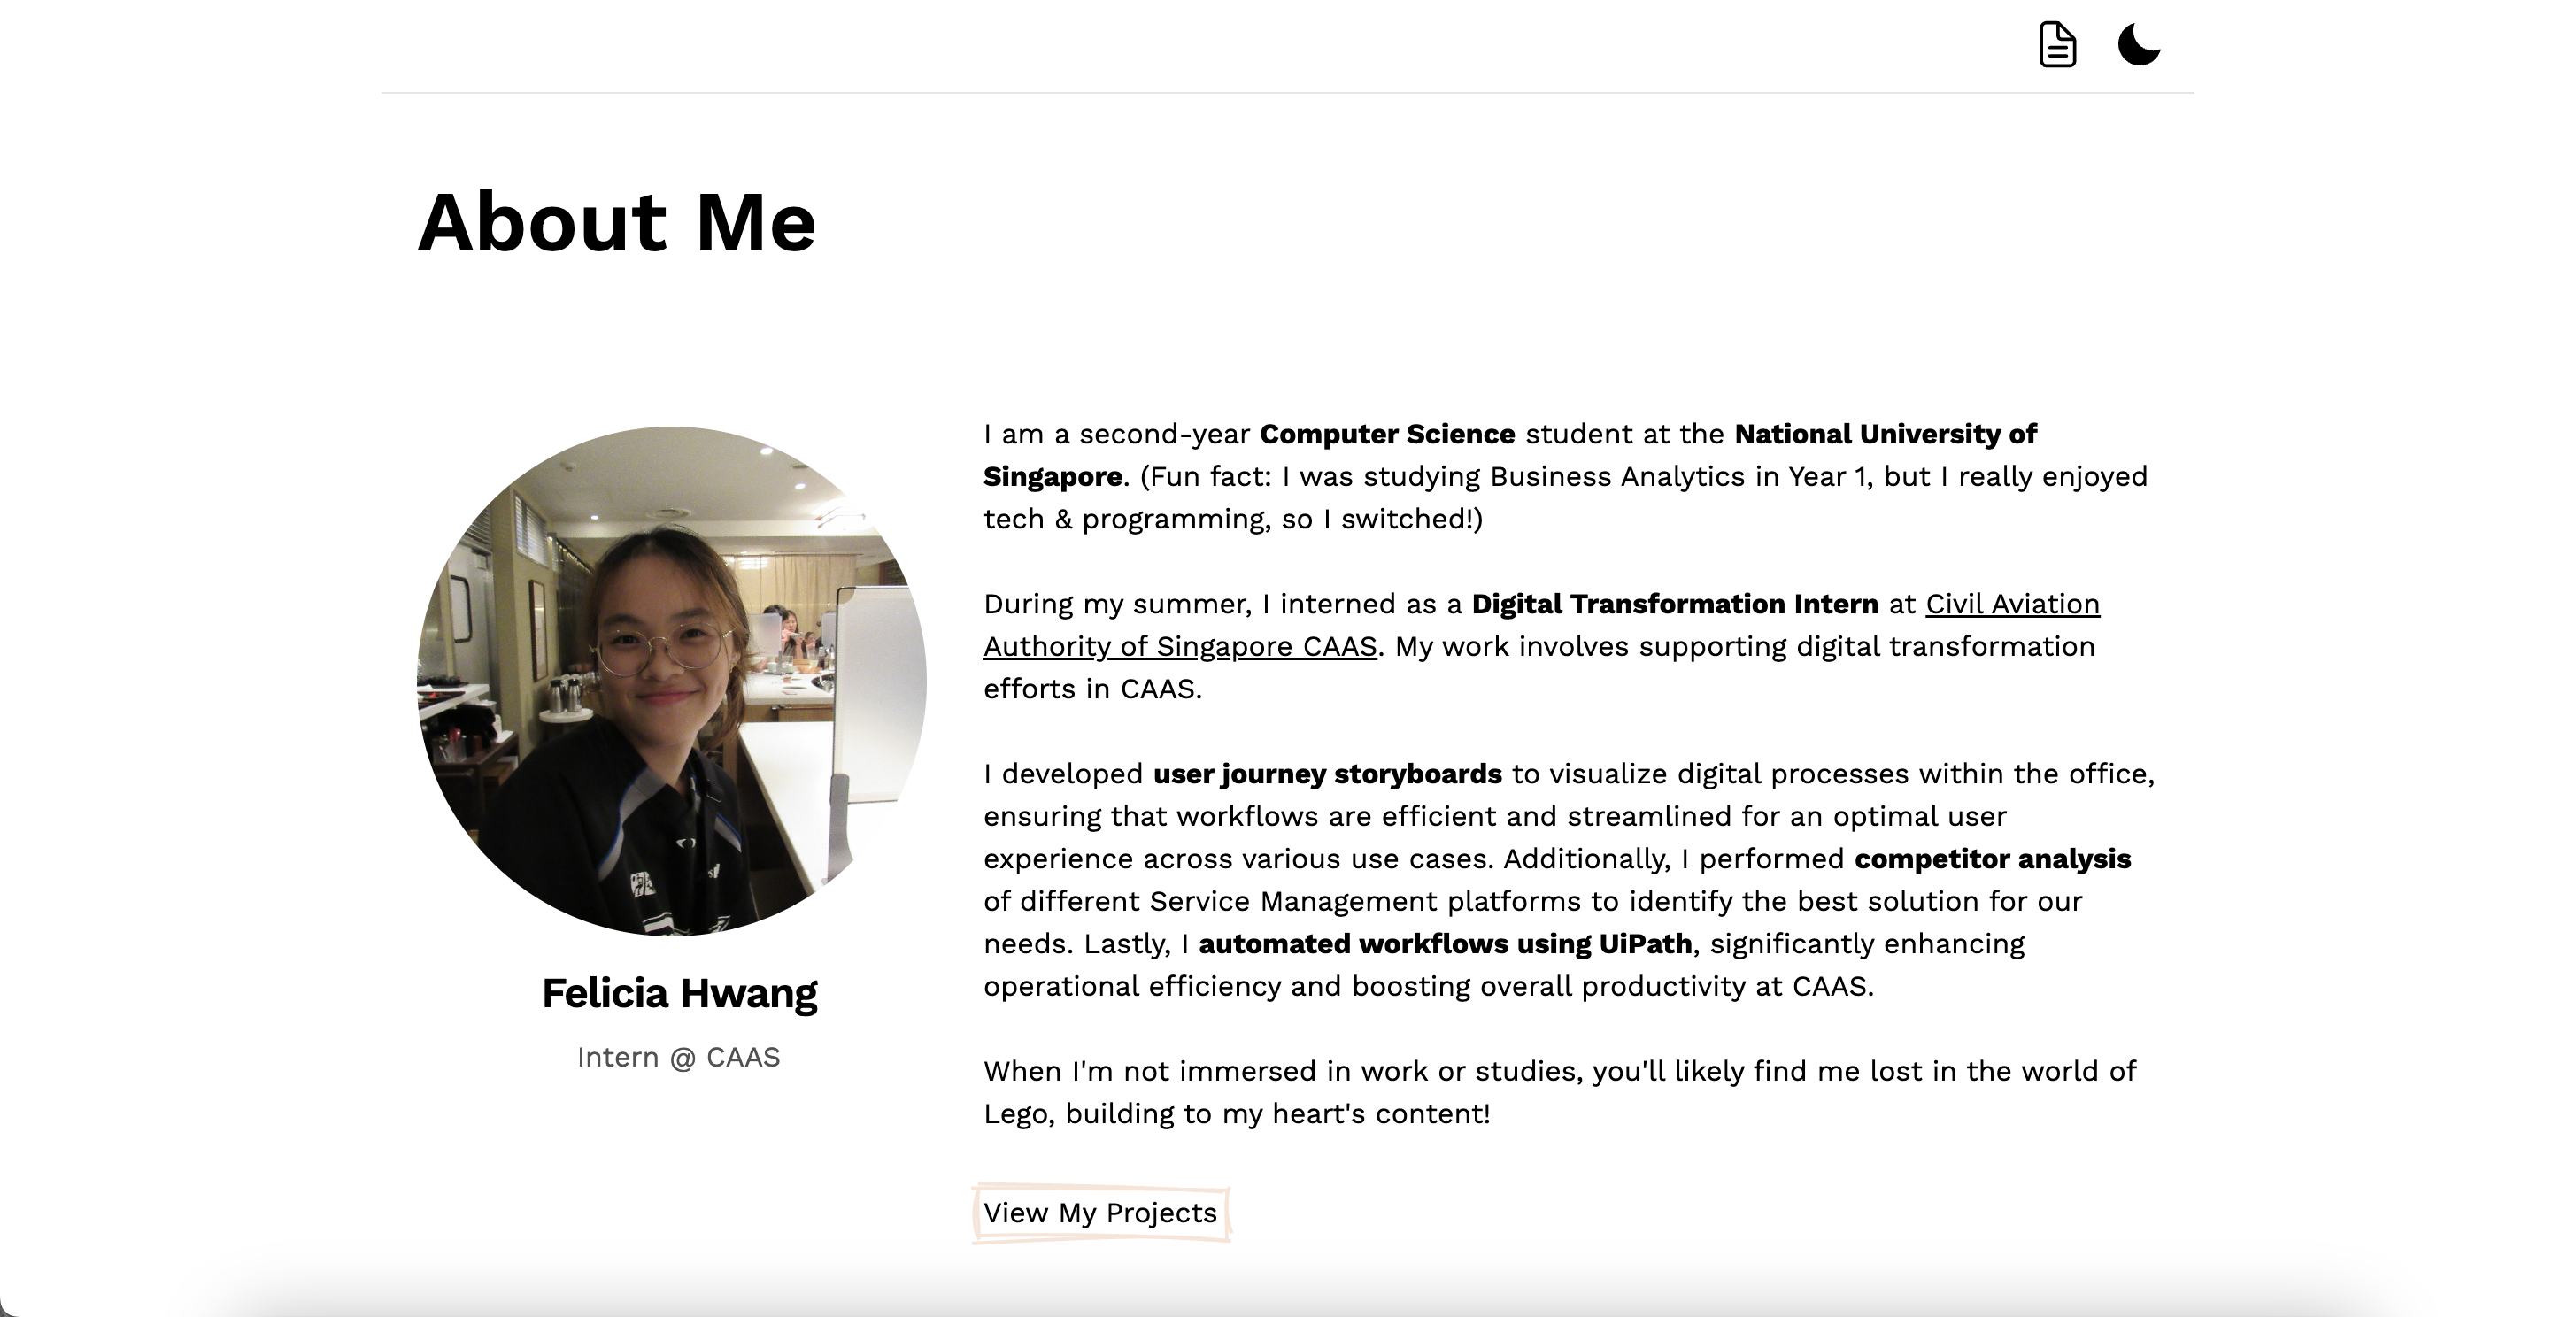 About Me
I am a second-year Computer Science student at the National University of
Singapore. (Fun fact: I was studying Business Analytics in Year 1, but I really enjoyed
tech & programming, so I switched!)
During my summer, I interned as a Digital Transformation Intern at Civil Aviation
Authority of Singapore CAAS. My work involves supporting digital transformation
efforts in CAAS.
I developed user journey storyboards to visualize digital processes within the office,
ensuring that workflows are efficient and streamlined for an optimal user
experience across various use cases. Additionally, I performed competitor analysis
of different Service Management platforms to identify the best solution for our
needs. Lastly, I automated workflows using UiPath, significantly enhancing
operational efficiency and boosting overall productivity at CAAS.
When I'm not immersed in work or studies, you'll likely find me lost in the world of
Lego, building to my heart's content!
View My Projects
Felicia Hwang
Intern @ CAAS